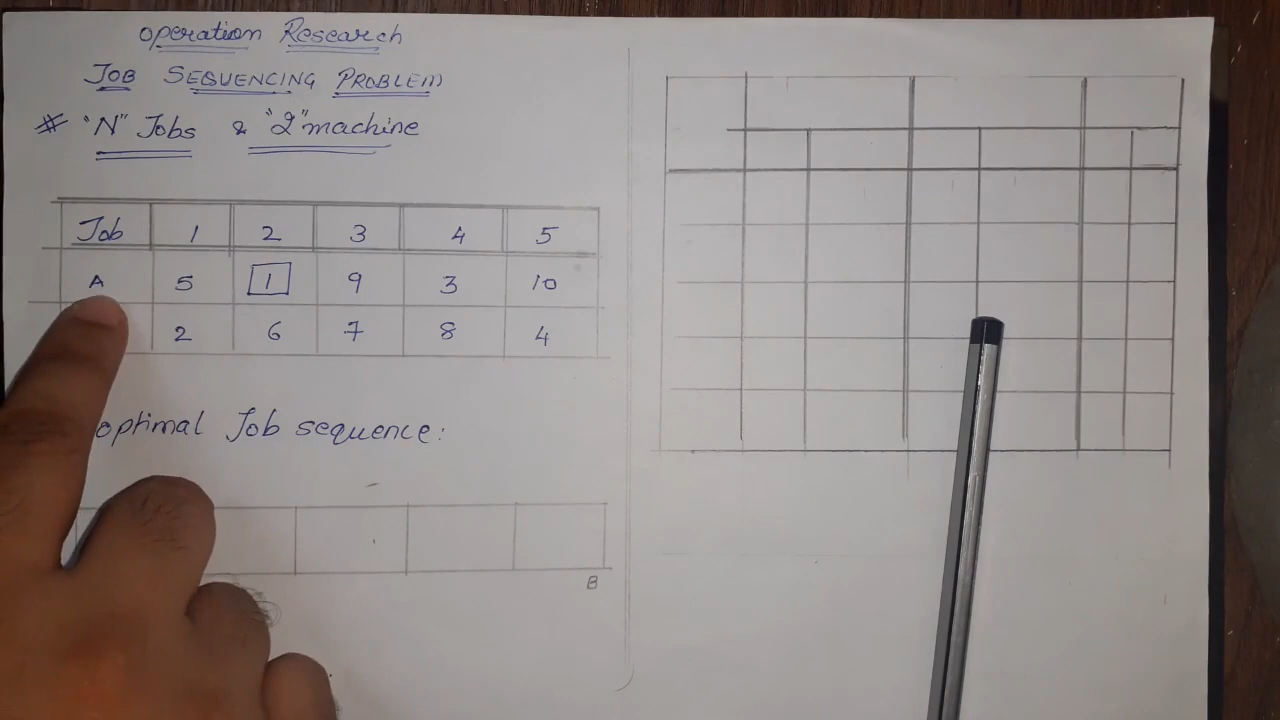 Operation Research
JOB SEQUENCING PROBLEM
# "N" Jobs & "2" machine
Job 1 2 3 4 5
A 5 1 9 3 10
2 6 7 8 4
optimal Job sequence:
B